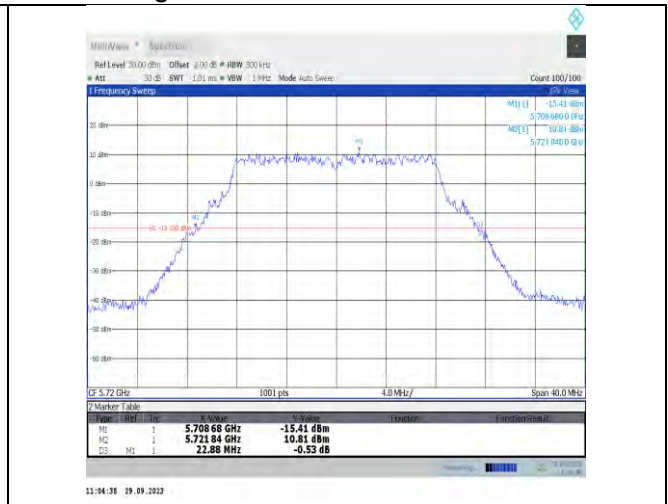 MultiView Spectrum
Ref Level 30.00 dBm Offset 2.00 dB RBW 300 kHz
Att 30 dB SWT 1.01 ms VBW 1 MHz Mode Auto Sweep Count 100/100
1 Frequency Sweep
M1[1] -15.41 dBm
5.708680 0 GHz
M2[1] 10.81 dBm
5.721840 0 GHz
20 dBm
M2
10 dBm
0 dBm
-10 dBm
M1
-20 dBm
-30 dBm
-40 dBm
-50 dBm
-60 dBm
CF 5.72 GHz 1001 pts 4.0 MHz/ Span 40.0 MHz
2 Marker Table
Type Ref Trc X-Value Y-Value Function Function Result
M1 1 5.708 68 GHz -15.41 dBm
M2 1 5.721 84 GHz 10.81 dBm
D3 M1 1 22.88 MHz -0.53 dB
11:04:38 29.09.2023